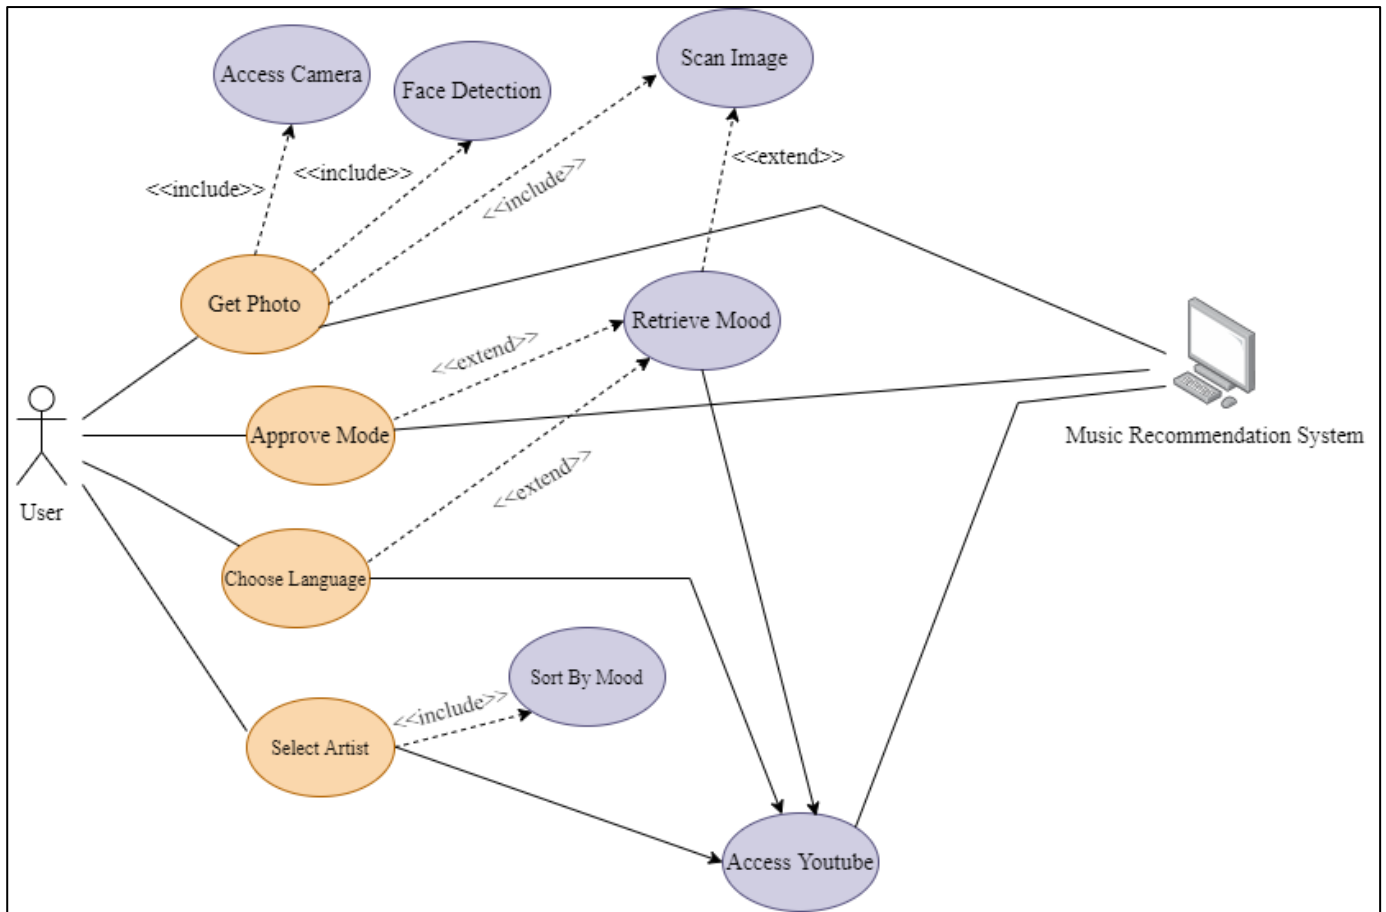 Access Camera
Face Detection
Scan Image
<<include>>
<<include>>
<<include>>
<<extend>>
Get Photo
Retrieve Mood
<<extend>>
Approve Mode
Music Recommendation System
<<extend>>
User
Choose Language
Sort By Mood
<<include>>
Select Artist
Access Youtube